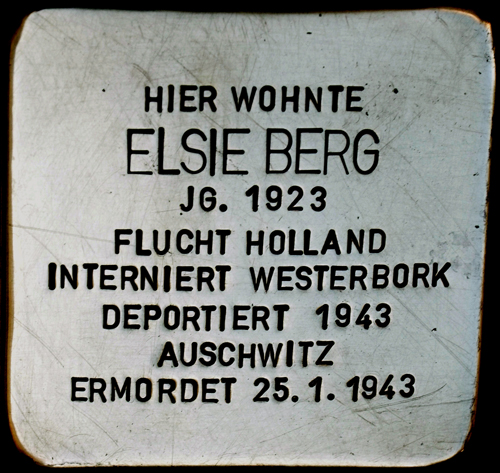 HIER WOHNTE
ELSIE BERG
JG. 1923
FLUCHT HOLLAND
INTERNIERT WESTERBORK
DEPORTIERT 1943
AUSCHWITZ
ERMORDET 25.1.1943